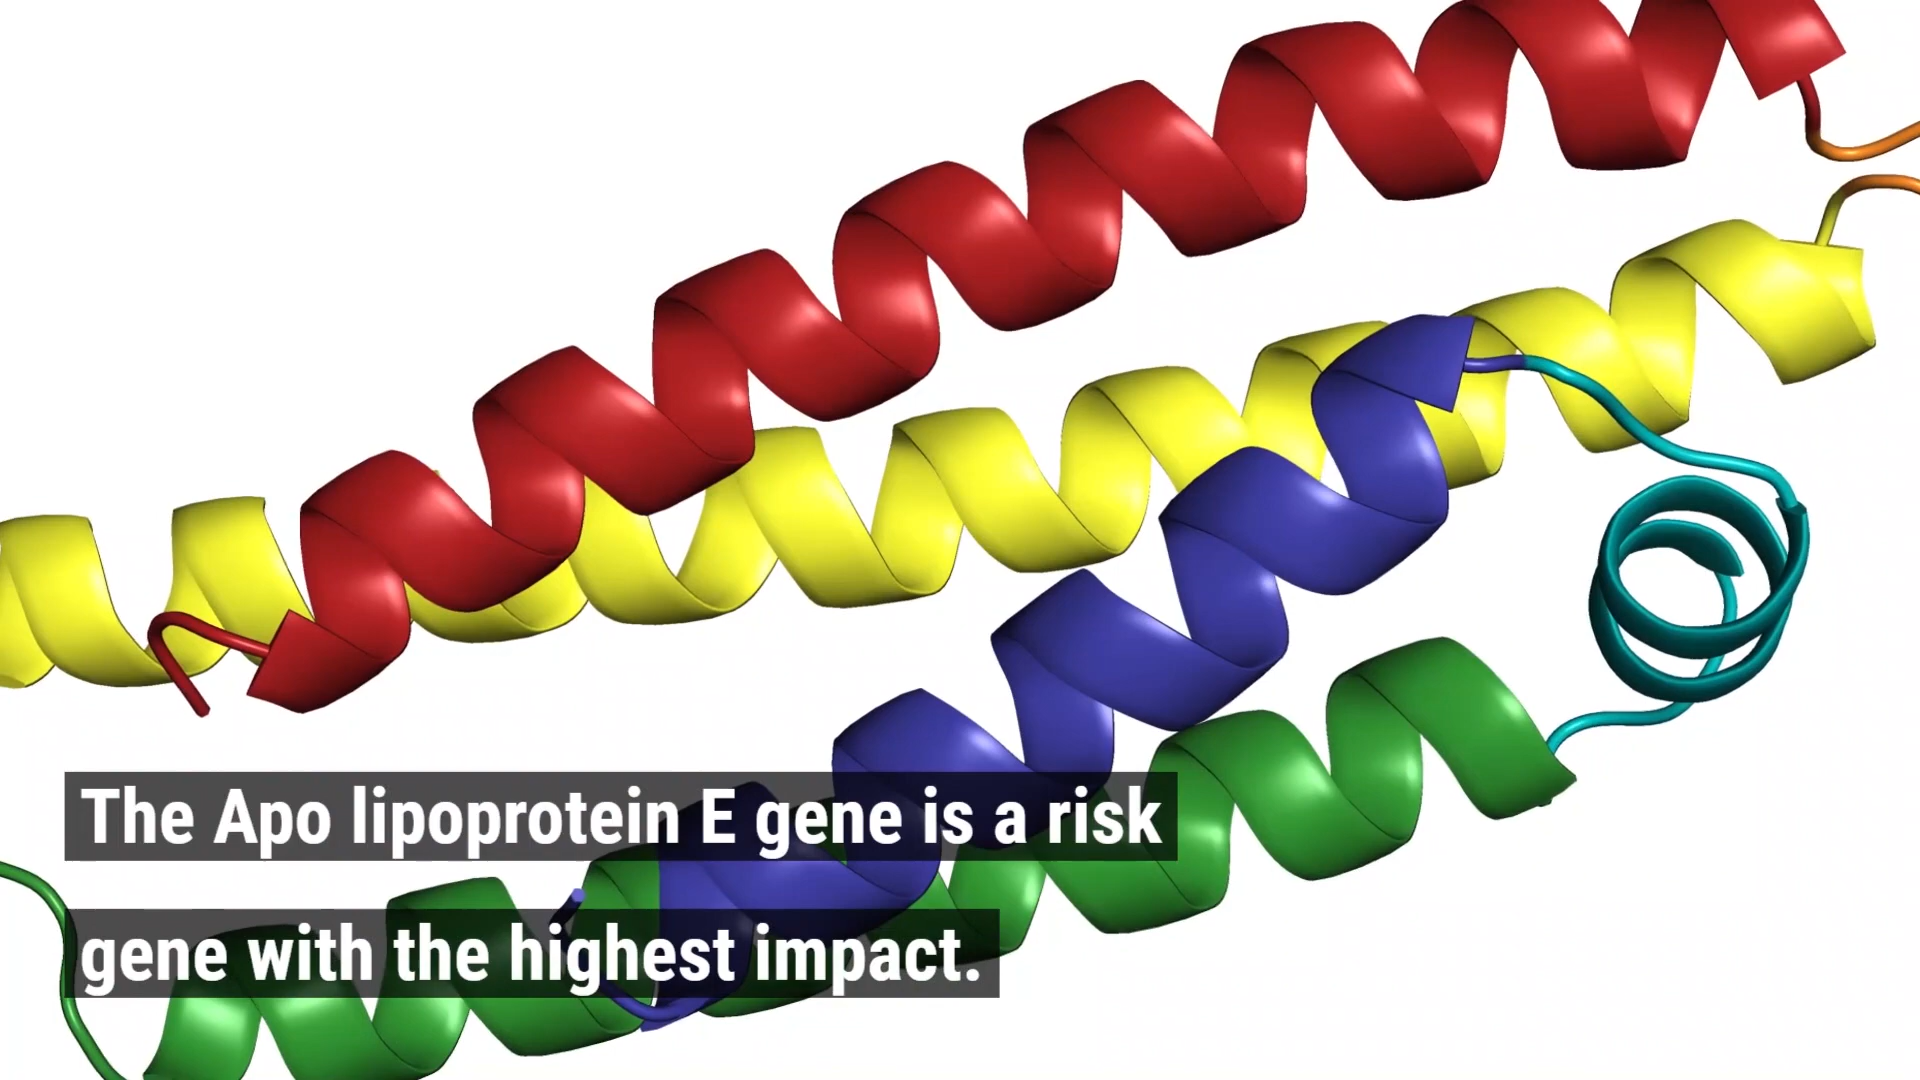 The Apo lipoprotein E gene is a risk
gene with the highest impact.